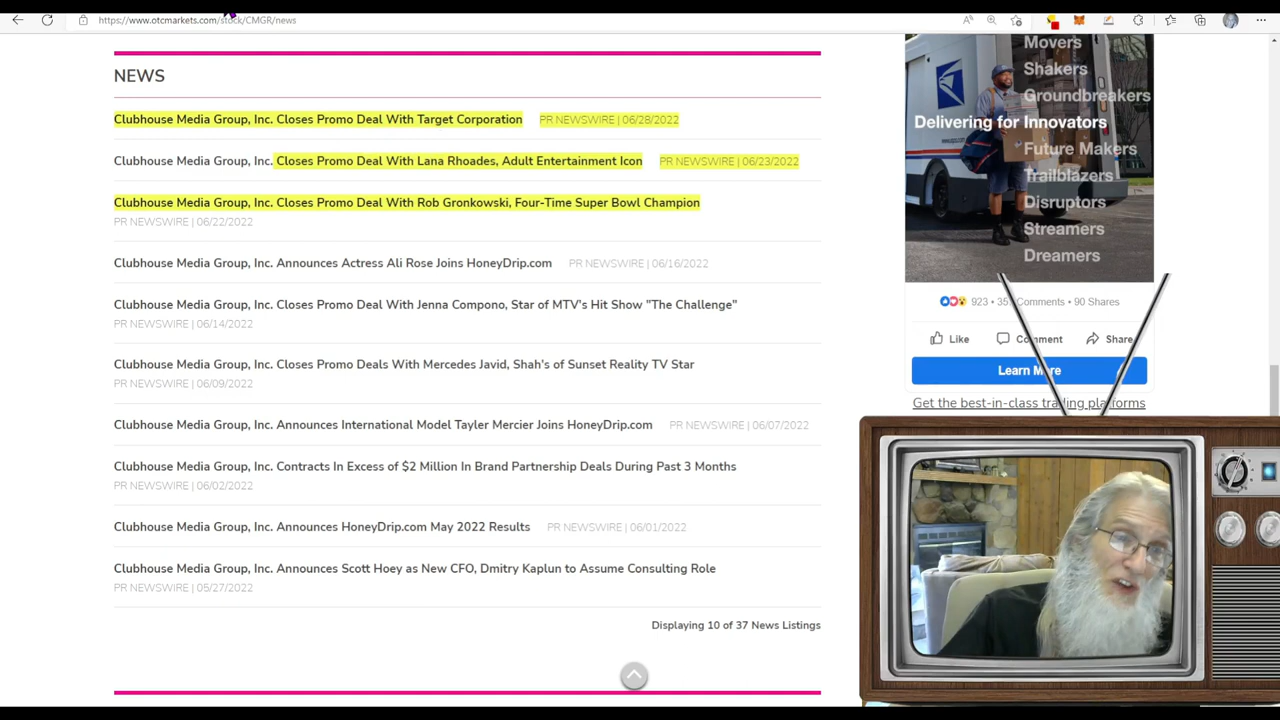 https://www.otcmarkets.com/stock/CMGR/news
NEWS
Clubhouse Media Group, Inc. Closes Promo Deal With Target Corporation PR NEWSWIRE | 06/28/2022
Clubhouse Media Group, Inc. Closes Promo Deal With Lana Rhoades, Adult Entertainment Icon PR NEWSWIRE | 06/23/2022
Clubhouse Media Group, Inc. Closes Promo Deal With Rob Gronkowski, Four-Time Super Bowl Champion
PR NEWSWIRE | 06/22/2022
Clubhouse Media Group, Inc. Announces Actress Ali Rose Joins HoneyDrip.com PR NEWSWIRE | 06/16/2022
Clubhouse Media Group, Inc. Closes Promo Deal With Jenna Compono, Star of MTV's Hit Show "The Challenge"
PR NEWSWIRE | 06/14/2022
Clubhouse Media Group, Inc. Closes Promo Deals With Mercedes Javid, Shah's of Sunset Reality TV Star
PR NEWSWIRE | 06/09/2022
Clubhouse Media Group, Inc. Announces International Model Tayler Mercier Joins HoneyDrip.com PR NEWSWIRE | 06/07/2022
Clubhouse Media Group, Inc. Contracts In Excess of $2 Million In Brand Partnership Deals During Past 3 Months
PR NEWSWIRE | 06/02/2022
Clubhouse Media Group, Inc. Announces HoneyDrip.com May 2022 Results PR NEWSWIRE | 06/01/2022
Clubhouse Media Group, Inc. Announces Scott Hoey as New CFO, Dmitry Kaplun to Assume Consulting Role
PR NEWSWIRE | 05/27/2022
Displaying 10 of 37 News Listings
Movers
Shakers
Groundbreakers
Delivering for Innovators
Future Makers
Trailblazers
Disruptors
Streamers
Dreamers
923 • 35 Comments • 90 Shares
Like Comment Share
Learn More
Get the best-in-class trading platforms